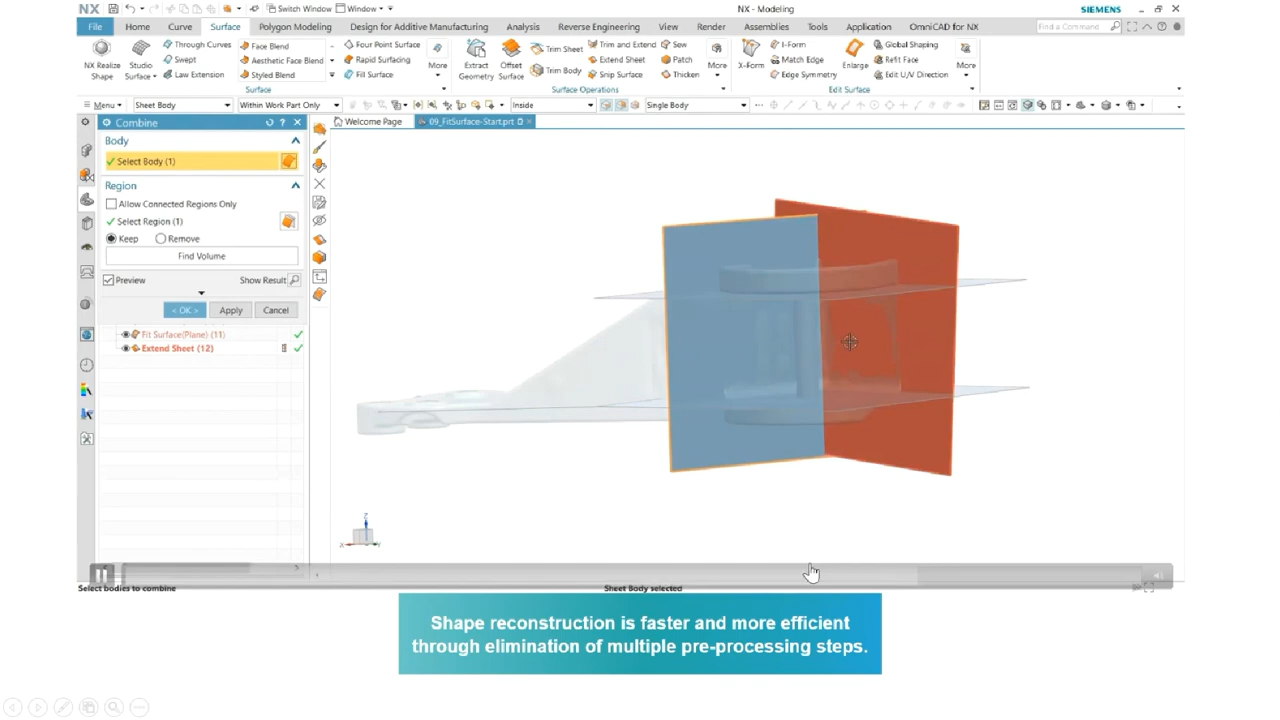 NX
Switch Window
Window
NX - Modeling
SIEMENS
File
Home
Curve
Surface
Polygon Modeling
Design for Additive Manufacturing
Analysis
Reverse Engineering
View
Render
Assemblies
Tools
Application
OmniCAD for NX
Find a Command
NX Realize Shape
Studio Surface
Through Curves
Swept
Law Extension
Face Blend
Aesthetic Face Blend
Styled Blend
Four Point Surface
Rapid Surfacing
Fill Surface
More
Surface
Extract Geometry
Offset Surface
Trim Sheet
Trim Body
Trim and Extend
Extend Sheet
Snip Surface
Sew
Patch
Thicken
More
Surface Operations
X-Form
I-Form
Match Edge
Edge Symmetry
Enlarge
Global Shaping
Refit Face
Edit U/V Direction
More
Edit Surface
Menu
Sheet Body
Within Work Part Only
Inside
Single Body
Combine
Welcome Page
09_FitSurface-Start.prt
Body
Select Body (1)
Region
Allow Connected Regions Only
Select Region (1)
Keep
Remove
Find Volume
Preview
Show Result
< OK >
Apply
Cancel
Fit Surface(Plane) (11)
Extend Sheet (12)
Z
X
Y
Select bodies to combine
Sheet Body selected
Shape reconstruction is faster and more efficient
through elimination of multiple pre-processing steps.